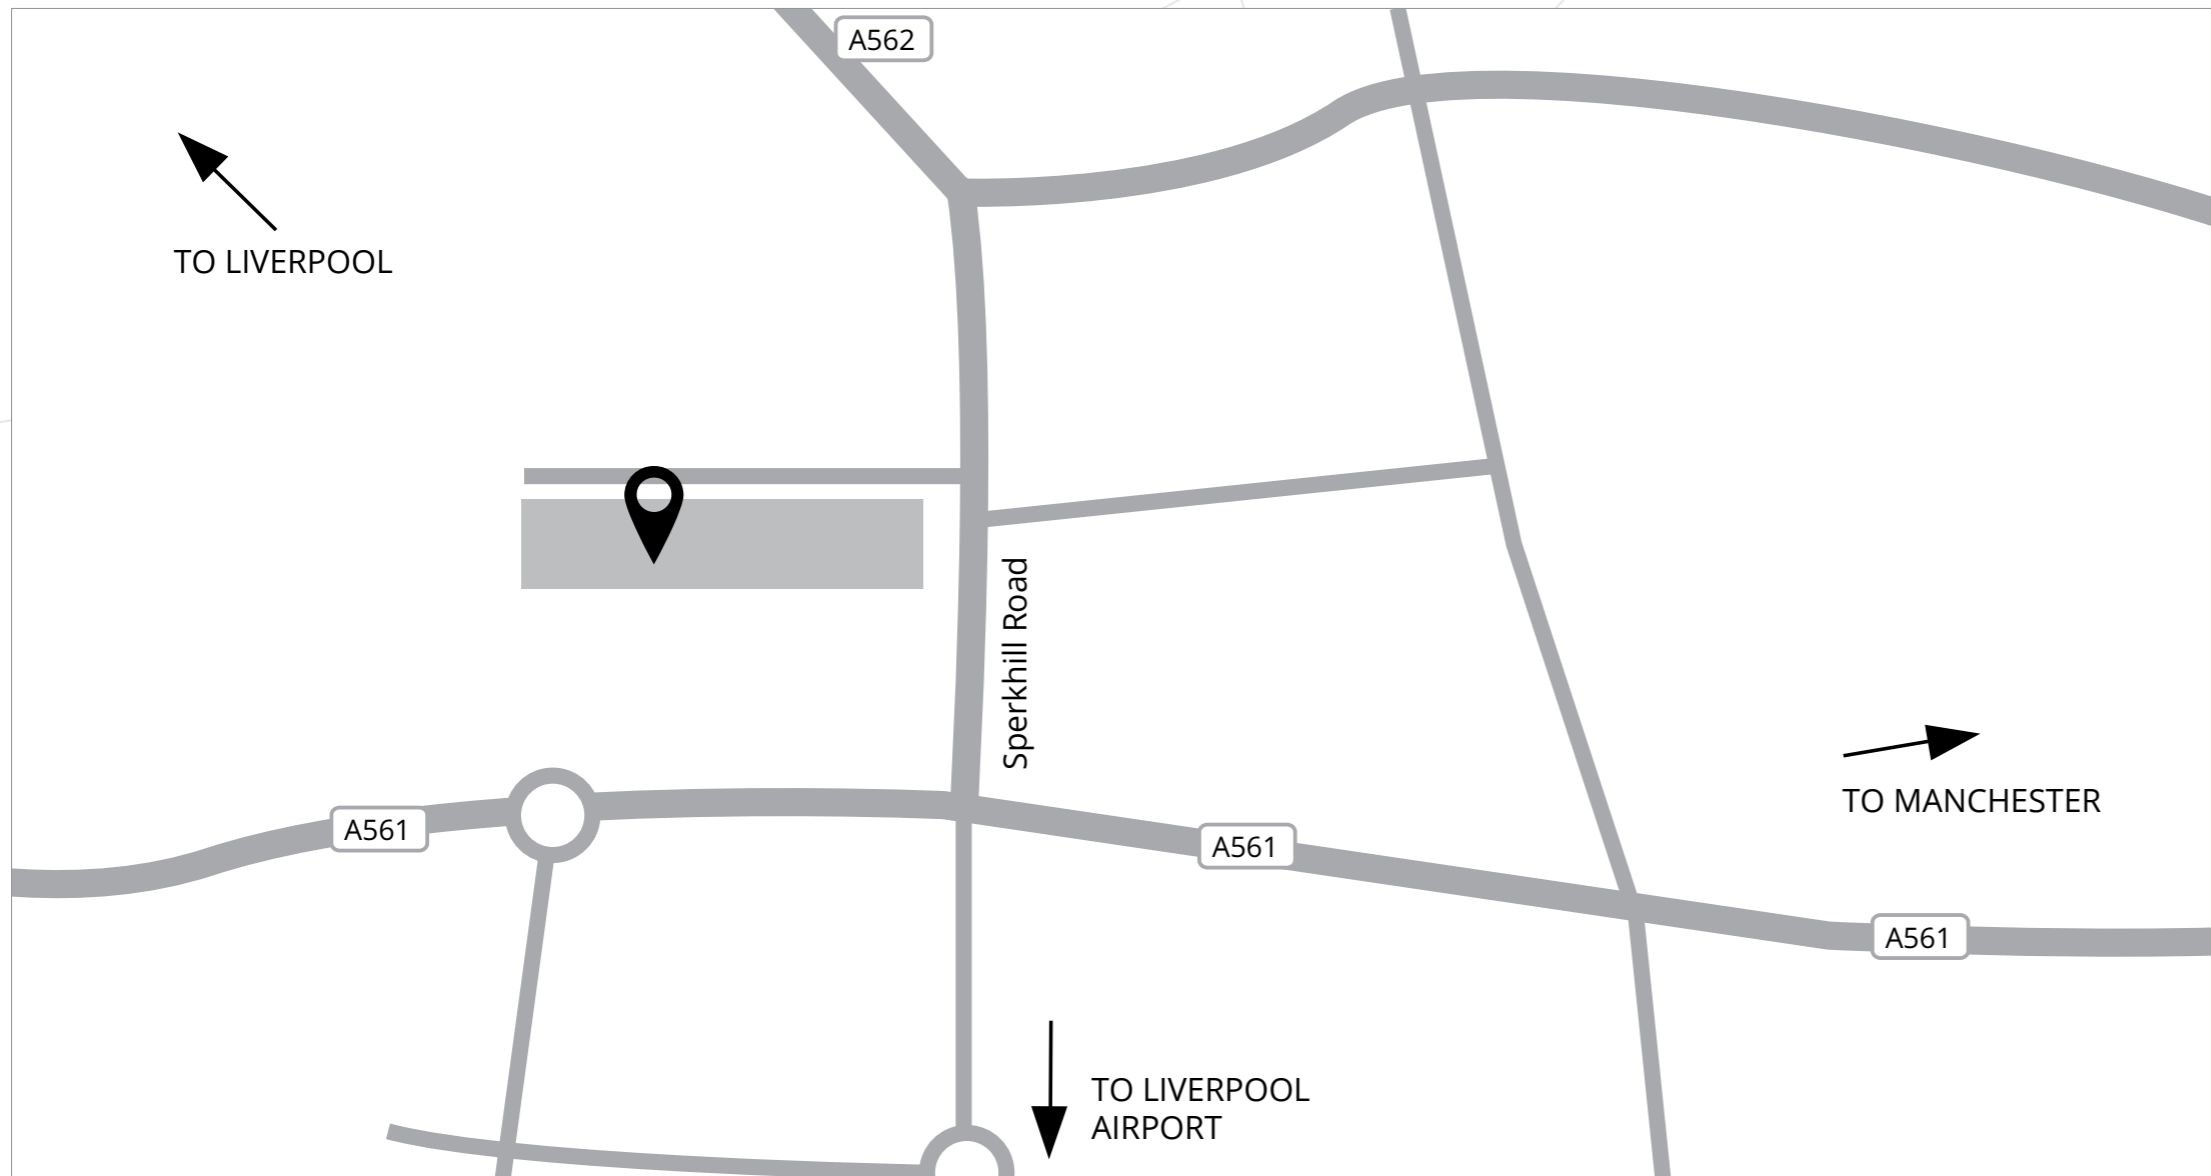 A562
TO LIVERPOOL
Sperkhill Road
TO MANCHESTER
A561
A561
A561
TO LIVERPOOL
AIRPORT